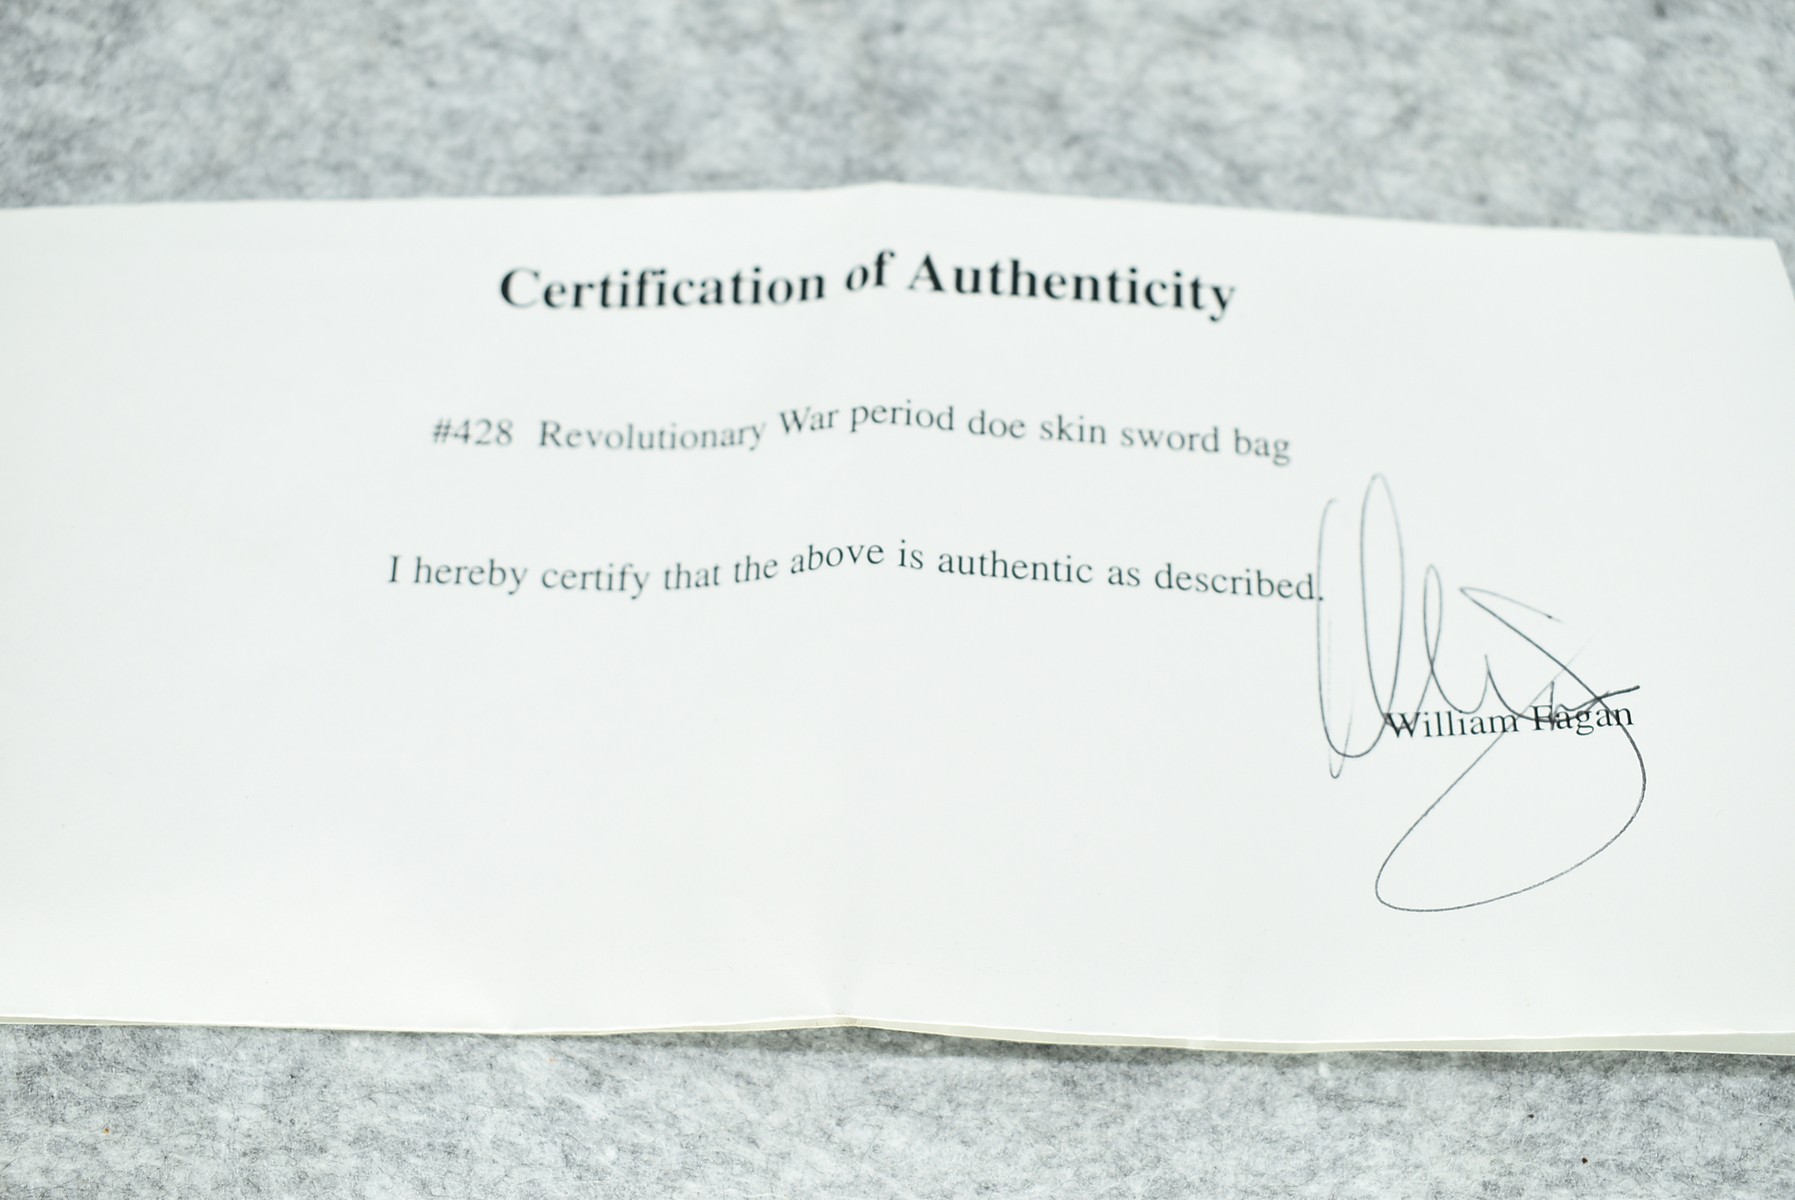 Certification of Authenticity
#428 Revolutionary War period doe skin sword bag
I hereby certify that the above is authentic as described.
William Fagan